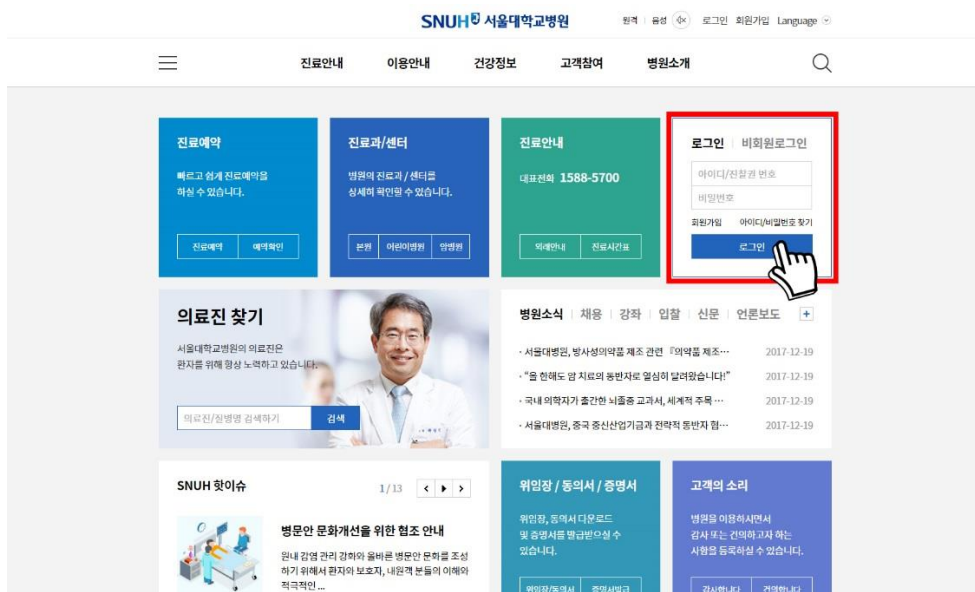 SNUH 서울대학교병원
원격 음성 로그인 회원가입 Language
진료안내 이용안내 건강정보 고객참여 병원소개
진료예약
빠르고 쉽게 진료예약을
하실 수 있습니다.
진료예약 예약확인
진료과/센터
병원의 진료과 / 센터를
상세히 확인할 수 있습니다.
본원 어린이병원 암병원
진료안내
대표전화 1588-5700
외래안내 진료시간표
로그인 비회원로그인
아이디/진찰권 번호
비밀번호
회원가입 아이디/비밀번호 찾기
로그인
의료진 찾기
서울대학교병원의 의료진은
환자를 위해 항상 노력하고 있습니다.
의료진/질병명 검색하기 검색
병원소식 채용 강좌 입찰 신문 언론보도 +
· 서울대병원, 방사성의약품 제조 관련 『의약품 제조… 2017-12-19
· "올 한해도 암 치료의 동반자로 열심히 달려왔습니다!" 2017-12-19
· 국내 의학자가 출간한 뇌졸중 교과서, 세계적 주목 … 2017-12-19
· 서울대병원, 중국 중신산업기금과 전략적 동반자 협… 2017-12-19
SNUH 핫이슈 1 / 13
병문안 문화개선을 위한 협조 안내
원내 감염 관리 강화와 올바른 병문안 문화를 조성
하기 위해서 환자와 보호자, 내원객 분들의 이해와
적극적인 ...
위임장 / 동의서 / 증명서
위임장, 동의서 다운로드
및 증명서를 발급받으실 수
있습니다.
위임장/동의서 증명서발급
고객의 소리
병원을 이용하시면서
감사 또는 건의하고자 하는
사항을 등록하실 수 있습니다.
감사합니다 건의합니다